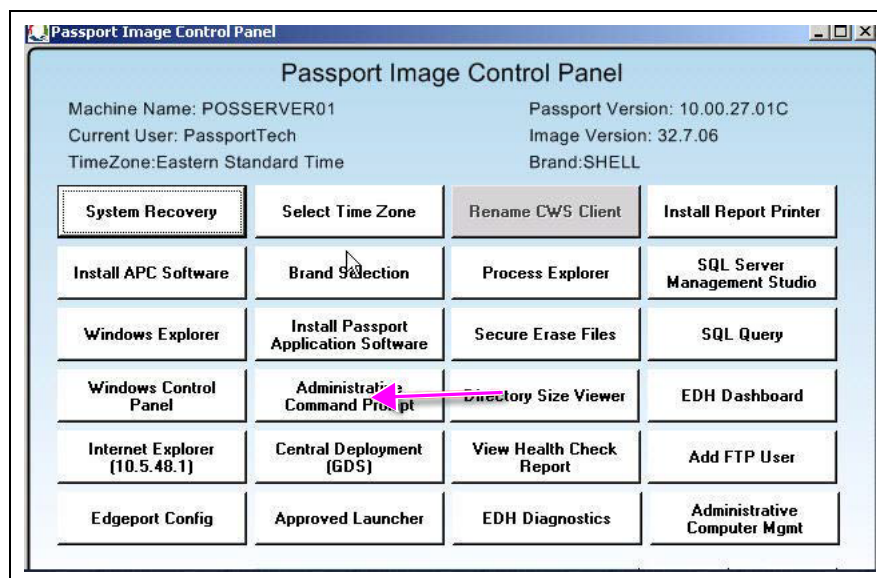 Passport Image Control Panel
Passport Image Control Panel
Machine Name: POSSERVER01
Passport Version: 10.00.27.01C
Current User: PassportTech
Image Version: 32.7.06
TimeZone:Eastern Standard Time
Brand:SHELL
System Recovery
Select Time Zone
Rename CWS Client
Install Report Printer
Install APC Software
Brand Selection
Process Explorer
SQL Server
Management Studio
Windows Explorer
Install Passport
Application Software
Secure Erase Files
SQL Query
Windows Control
Panel
Administrative
Command Prompt
Directory Size Viewer
EDH Dashboard
Internet Explorer
(10.5.48.1)
Central Deployment
(GDS)
View Health Check
Report
Add FTP User
Edgeport Config
Approved Launcher
EDH Diagnostics
Administrative
Computer Mgmt